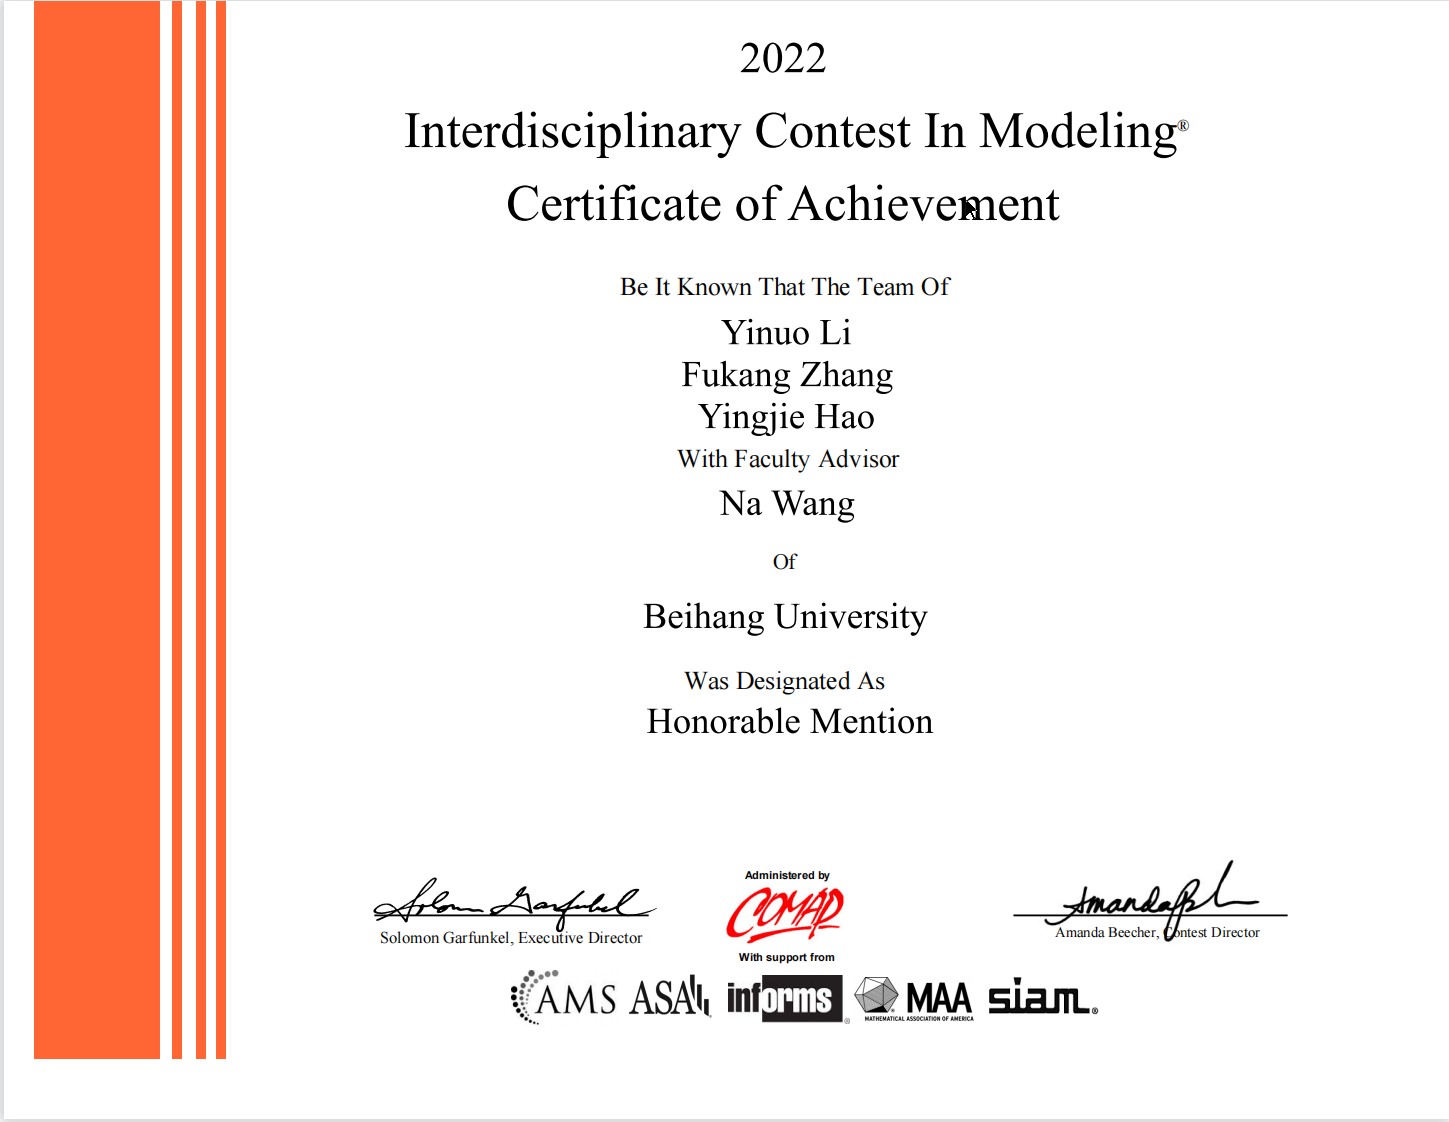 2022
Interdisciplinary Contest In Modeling®
Certificate of Achievement
Be It Known That The Team Of
Yinuo Li
Fukang Zhang
Yingjie Hao
With Faculty Advisor
Na Wang
Of
Beihang University
Was Designated As
Honorable Mention
Solomon Garfunkel
Solomon Garfunkel, Executive Director
Administered by
COMAP
With support from
Amanda Beecher, Contest Director
AMS ASA informs® MAA siam®
MATHEMATICAL ASSOCIATION OF AMERICA